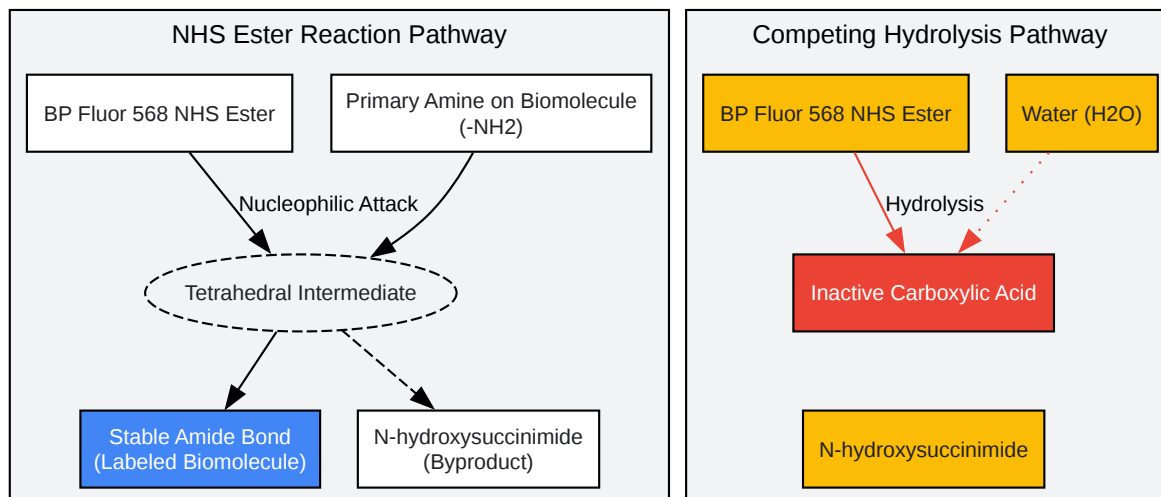 NHS Ester Reaction Pathway
BP Fluor 568 NHS Ester
Primary Amine on Biomolecule
(-NH2)
Nucleophilic Attack
Tetrahedral Intermediate
Stable Amide Bond
(Labeled Biomolecule)
N-hydroxysuccinimide
(Byproduct)
Competing Hydrolysis Pathway
BP Fluor 568 NHS Ester
Water (H2O)
Hydrolysis
Inactive Carboxylic Acid
N-hydroxysuccinimide